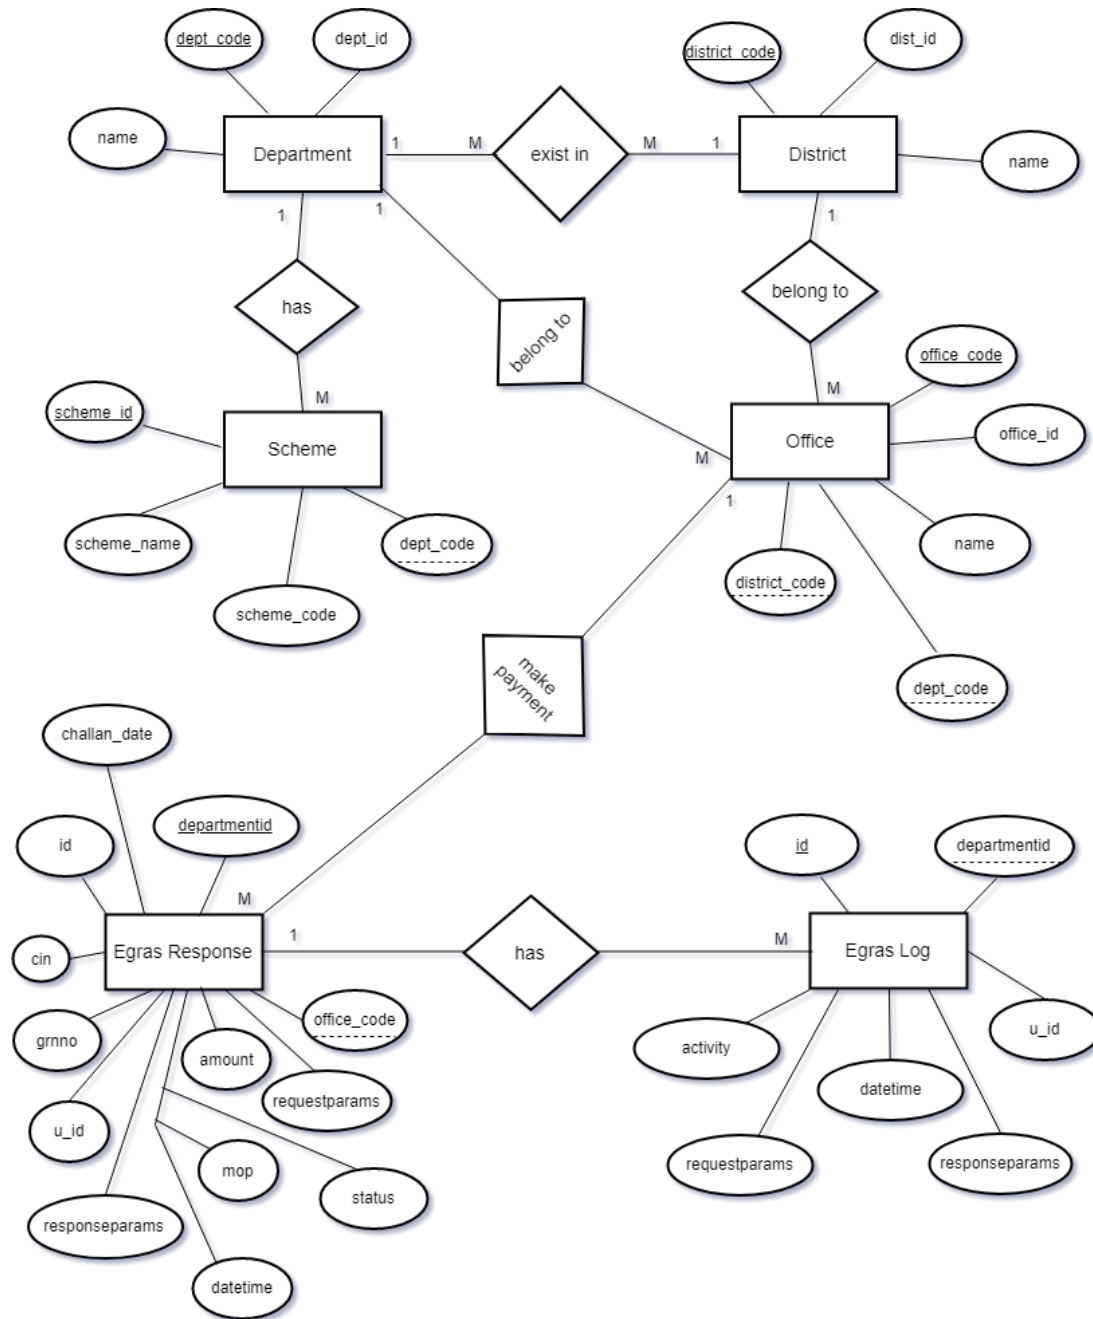 dept_code
dept_id
district_code
dist_id
name
Department
1
M
exist in
M
1
District
name
1
1
1
has
belong to
belong to
M
M
scheme_id
Scheme
office_code
Office
office_id
M
1
scheme_name
dept_code
scheme_code
name
district_code
dept_code
make
payment
challan_date
id
departmentid
id
departmentid
M
Egras Response
1
has
M
Egras Log
cin
grnno
office_code
amount
requestparams
u_id
mop
status
responseparams
datetime
activity
u_id
datetime
requestparams
responseparams